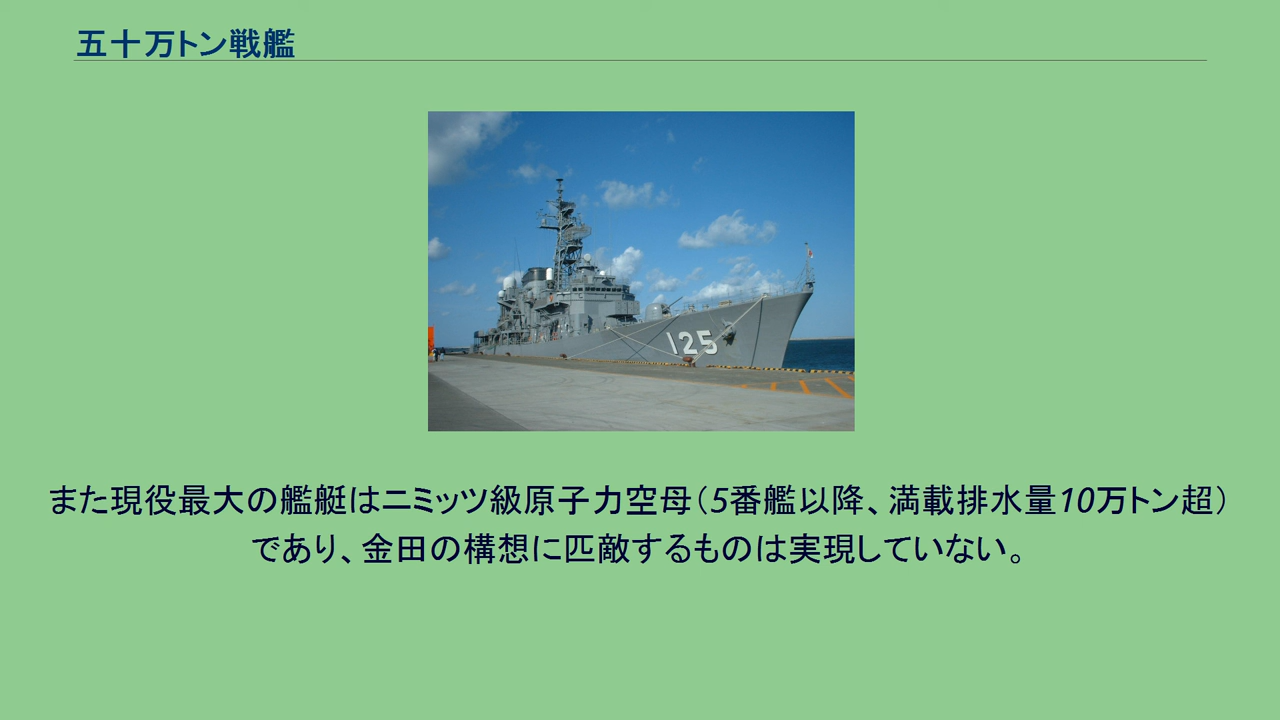 五十万トン戦艦
125
また現役最大の艦艇はニミッツ級原子力空母（5番艦以降、満載排水量10万トン超）
であり、金田の構想に匹敵するものは実現していない。